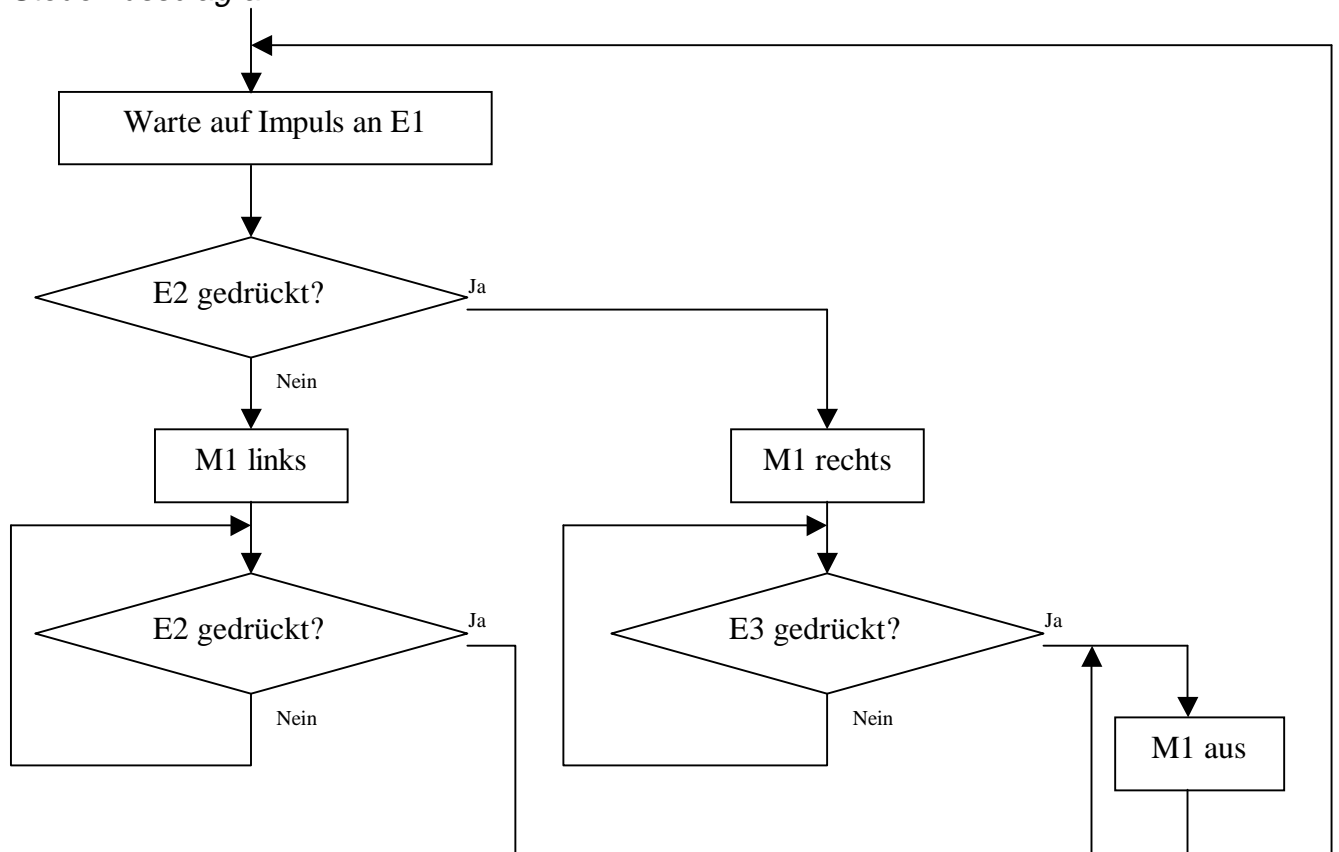 Warte auf Impuls an E1
E2 gedrückt?
Ja
Nein
M1 links
M1 rechts
E2 gedrückt?
Ja
E3 gedrückt?
Ja
Nein
Nein
M1 aus